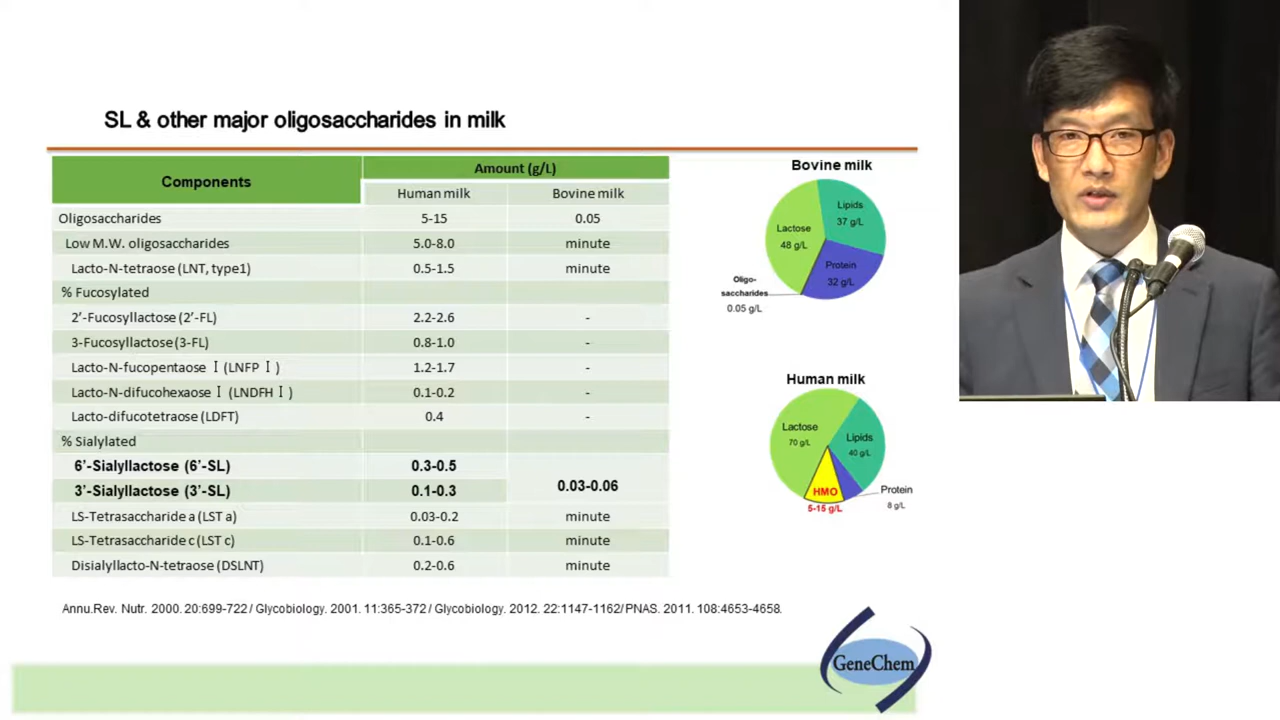 SL & other major oligosaccharides in milk
Components
Amount (g/L)
Human milk Bovine milk
Oligosaccharides 5-15 0.05
Low M.W. oligosaccharides 5.0-8.0 minute
Lacto-N-tetraose (LNT, type1) 0.5-1.5 minute
% Fucosylated
2’-Fucosyllactose (2’-FL) 2.2-2.6 -
3-Fucosyllactose (3-FL) 0.8-1.0 -
Lacto-N-fucopentaose Ⅰ (LNFP Ⅰ ) 1.2-1.7 -
Lacto-N-difucohexaose Ⅰ (LNDFH Ⅰ ) 0.1-0.2 -
Lacto-difucotetraose (LDFT) 0.4 -
% Sialylated
6’-Sialyllactose (6’-SL) 0.3-0.5
3’-Sialyllactose (3’-SL) 0.1-0.3
0.03-0.06
LS-Tetrasaccharide a (LST a) 0.03-0.2 minute
LS-Tetrasaccharide c (LST c) 0.1-0.6 minute
Disialyllacto-N-tetraose (DSLNT) 0.2-0.6 minute
Bovine milk
Lipids
37 g/L
Lactose
48 g/L
Protein
32 g/L
Oligo-
saccharides
0.05 g/L
Human milk
Lactose
70 g/L
Lipids
40 g/L
HMO
5-15 g/L
Protein
8 g/L
Annu.Rev. Nutr. 2000. 20:699-722 / Glycobiology. 2001. 11:365-372 / Glycobiology. 2012. 22:1147-1162/ PNAS. 2011. 108:4653-4658.
GeneChem